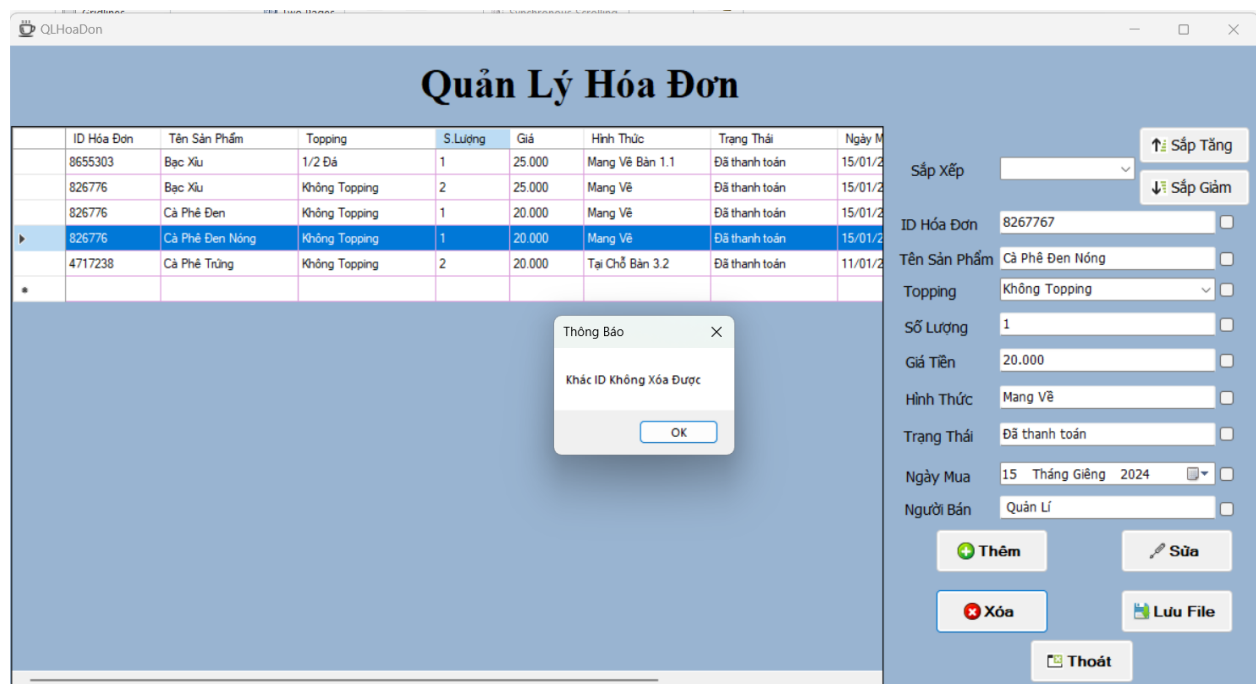 QLHoaDon
Quản Lý Hóa Đơn
ID Hóa Đơn Tên Sản Phẩm Topping S.Lượng Giá Hình Thức Trạng Thái Ngày M
8655303 Bạc Xỉu 1/2 Đá 1 25.000 Mang Về Bàn 1.1 Đã thanh toán 15/01/2
826776 Bạc Xỉu Không Topping 2 25.000 Mang Về Đã thanh toán 15/01/2
826776 Cà Phê Đen Không Topping 1 20.000 Mang Về Đã thanh toán 15/01/2
826776 Cà Phê Đen Nóng Không Topping 1 20.000 Mang Về Đã thanh toán 15/01/2
4717238 Cà Phê Trứng Không Topping 2 20.000 Tại Chỗ Bàn 3.2 Đã thanh toán 11/01/2
Thông Báo
Khác ID Không Xóa Được
OK
Sắp Xếp
Sắp Tăng
Sắp Giảm
ID Hóa Đơn 8267767
Tên Sản Phẩm Cà Phê Đen Nóng
Topping Không Topping
Số Lượng 1
Giá Tiền 20.000
Hình Thức Mang Về
Trạng Thái Đã thanh toán
Ngày Mua 15 Tháng Giêng 2024
Người Bán Quản Lí
Thêm Sửa
Xóa Lưu File
Thoát